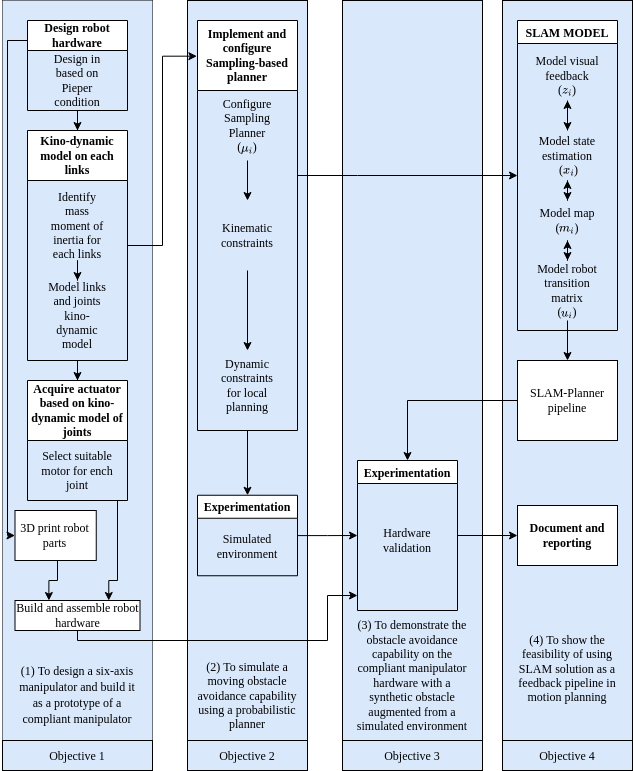 Design robot
hardware
Design in
based on
Pieper
condition
Kino-dynamic
model on each
links
Identify
mass
moment of
inertia for
each links
Model links
and joints
kino-
dynamic
model
Acquire actuator
based on kino-
dynamic model of
joints
Select suitable
motor for ench
joint
3D print robot
parts
Build and assemble robot
hardware
(1) To design a six-axis
manipulator and build it
as a prototype of a
compliant manipulator
Objective 1
Implement and
configure
Sampling-based
planner
Configure
Sampling
Planner
(μᵢ)
Kinematic
constraints
Dynamic
constraints
for local
planning
Experimentation
Simulated
environment
(2) To simulate a
moving obstacle
avoidance capability
using a probabilistic
planner
Objective 2
Experimentation
Hardware
validation
(3) To demonstrate the
obstacle avoidance
capability on the
compliant manipulator
hardware with a
synthetic obstacle
augmented from a
simulated environment
Objective 3
SLAM MODEL
Model visual
feedback
(zᵢ)
Model state
estimation
(xᵢ)
Model map
(mᵢ)
Model robot
transition
matrix
(uᵢ)
SLAM-Planner
pipeline
Document and
reporting
(4) To show the
feasibility of using
SLAM solution as a
feedback pipeline in
motion planning
Objective 4